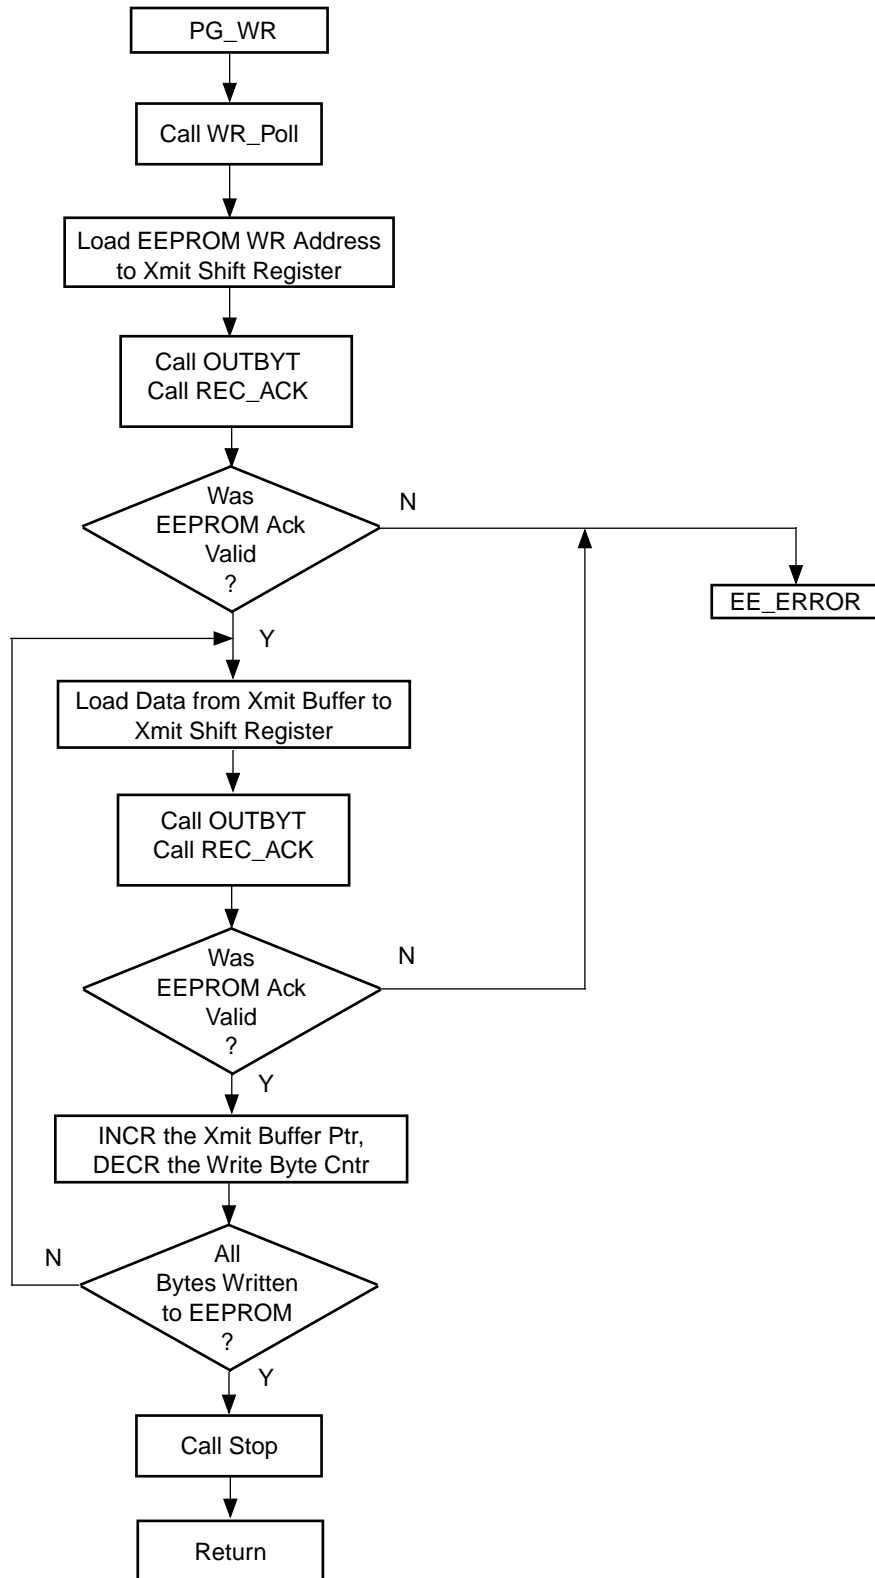 PG_WR
Call WR_Poll
Load EEPROM WR Address
to Xmit Shift Register
Call OUTBYT
Call REC_ACK
Was
EEPROM Ack
Valid
?
N
EE_ERROR
Y
Load Data from Xmit Buffer to
Xmit Shift Register
Call OUTBYT
Call REC_ACK
Was
EEPROM Ack
Valid
?
N
Y
INCR the Xmit Buffer Ptr,
DECR the Write Byte Cntr
All
Bytes Written
to EEPROM
?
N
Y
Call Stop
Return